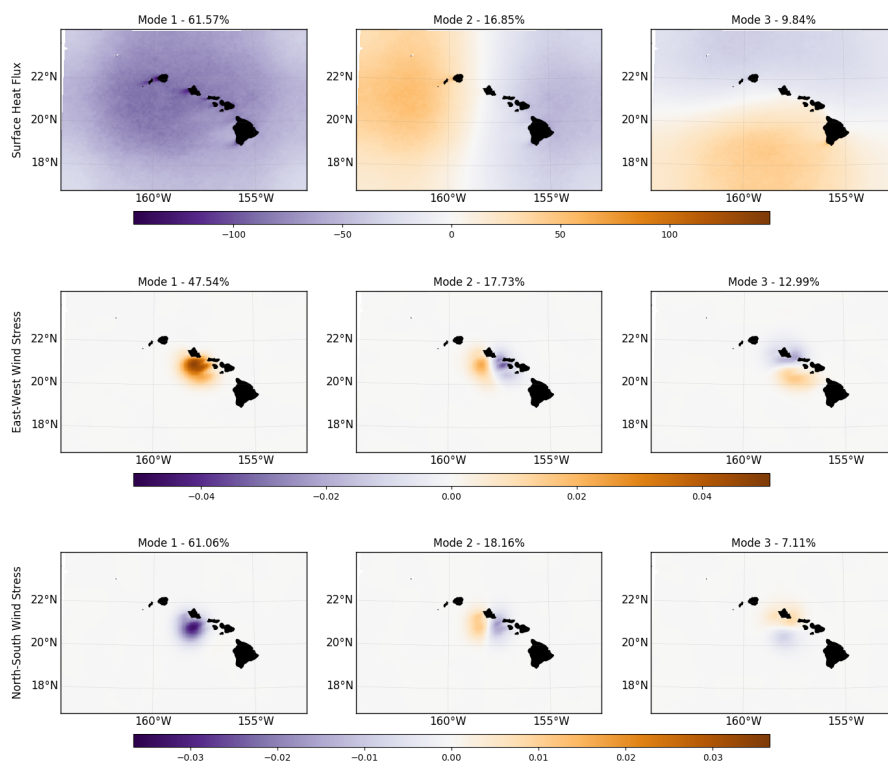 Mode 1 - 61.57%
Mode 2 - 16.85%
Mode 3 - 9.84%
Surface Heat Flux
22°N
20°N
18°N
160°W 155°W
160°W 155°W
160°W 155°W
−100 −50 0 50 100
Mode 1 - 47.54%
Mode 2 - 17.73%
Mode 3 - 12.99%
East-West Wind Stress
22°N
20°N
18°N
160°W 155°W
160°W 155°W
160°W 155°W
−0.04 −0.02 0.00 0.02 0.04
Mode 1 - 61.06%
Mode 2 - 18.16%
Mode 3 - 7.11%
North-South Wind Stress
22°N
20°N
18°N
160°W 155°W
160°W 155°W
160°W 155°W
−0.03 −0.02 −0.01 0.00 0.01 0.02 0.03